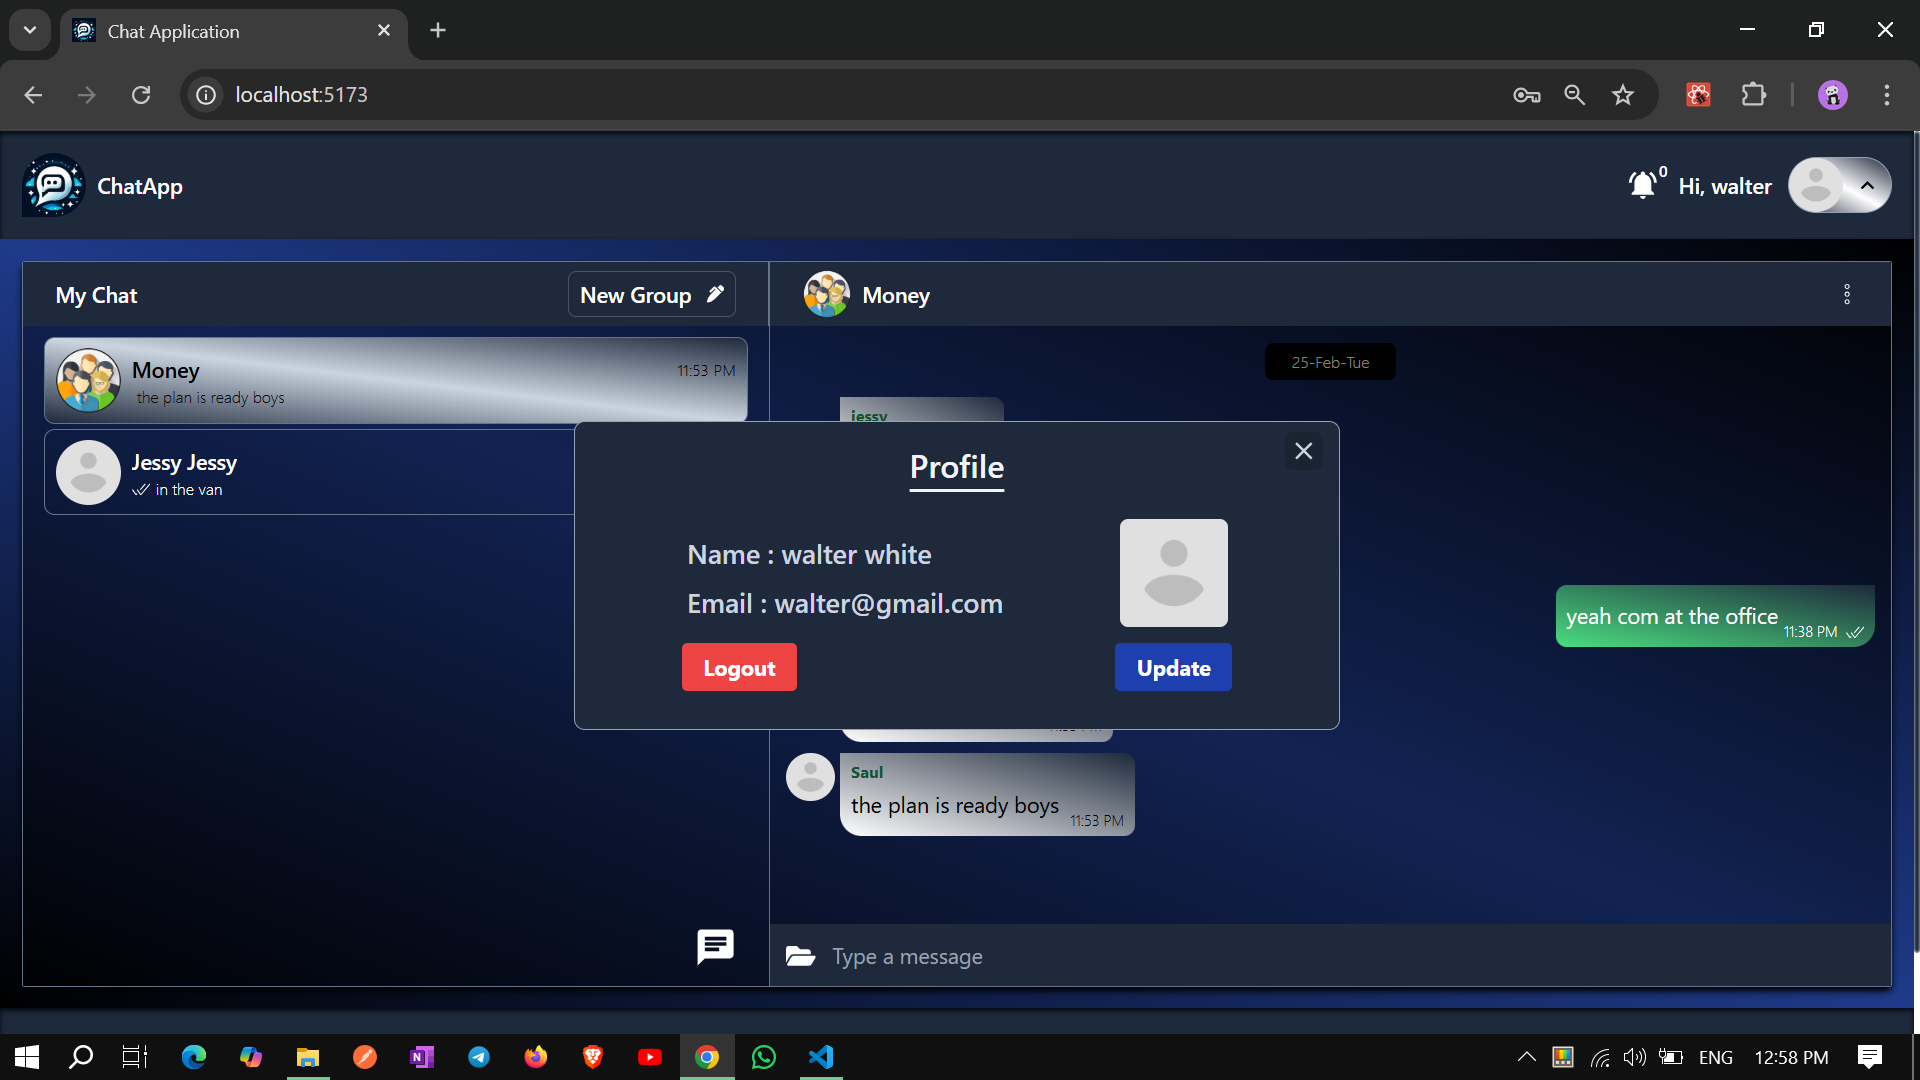 Chat Application
localhost:5173
ChatApp
0
Hi, walter
My Chat
New Group
Money
11:53 PM
the plan is ready boys
Jessy Jessy
in the van
Money
25-Feb-Tue
jessy
yeah com at the office
11:38 PM
Profile
Name : walter white
Email : walter@gmail.com
Logout
Update
Saul
the plan is ready boys
11:53 PM
Type a message
N
ENG
12:58 PM